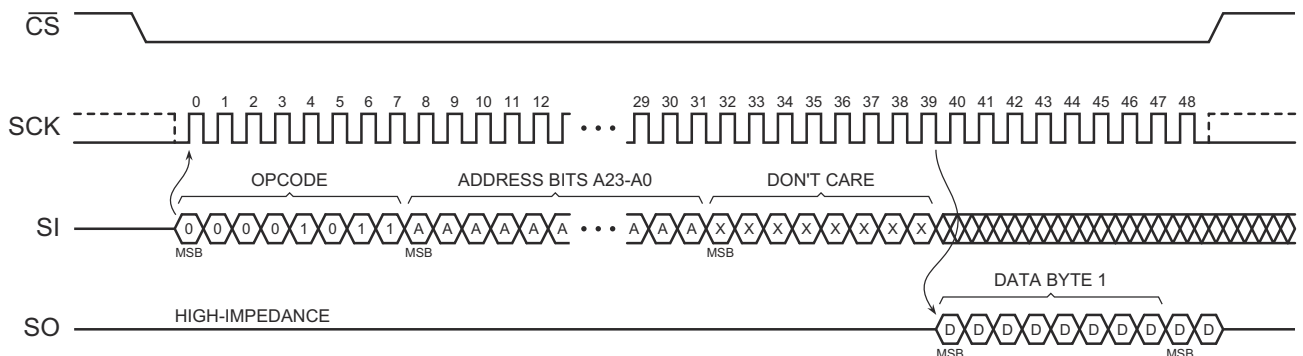 CS
0 1 2 3 4 5 6 7 8 9 10 11 12 29 30 31 32 33 34 35 36 37 38 39 40 41 42 43 44 45 46 47 48
SCK
OPCODE ADDRESS BITS A23-A0 DON'T CARE
SI 0 0 0 0 1 0 1 1 A A A A A A A A A X X X X X X X X
MSB MSB MSB
DATA BYTE 1
HIGH-IMPEDANCE
SO D D D D D D D D D D
MSB MSB